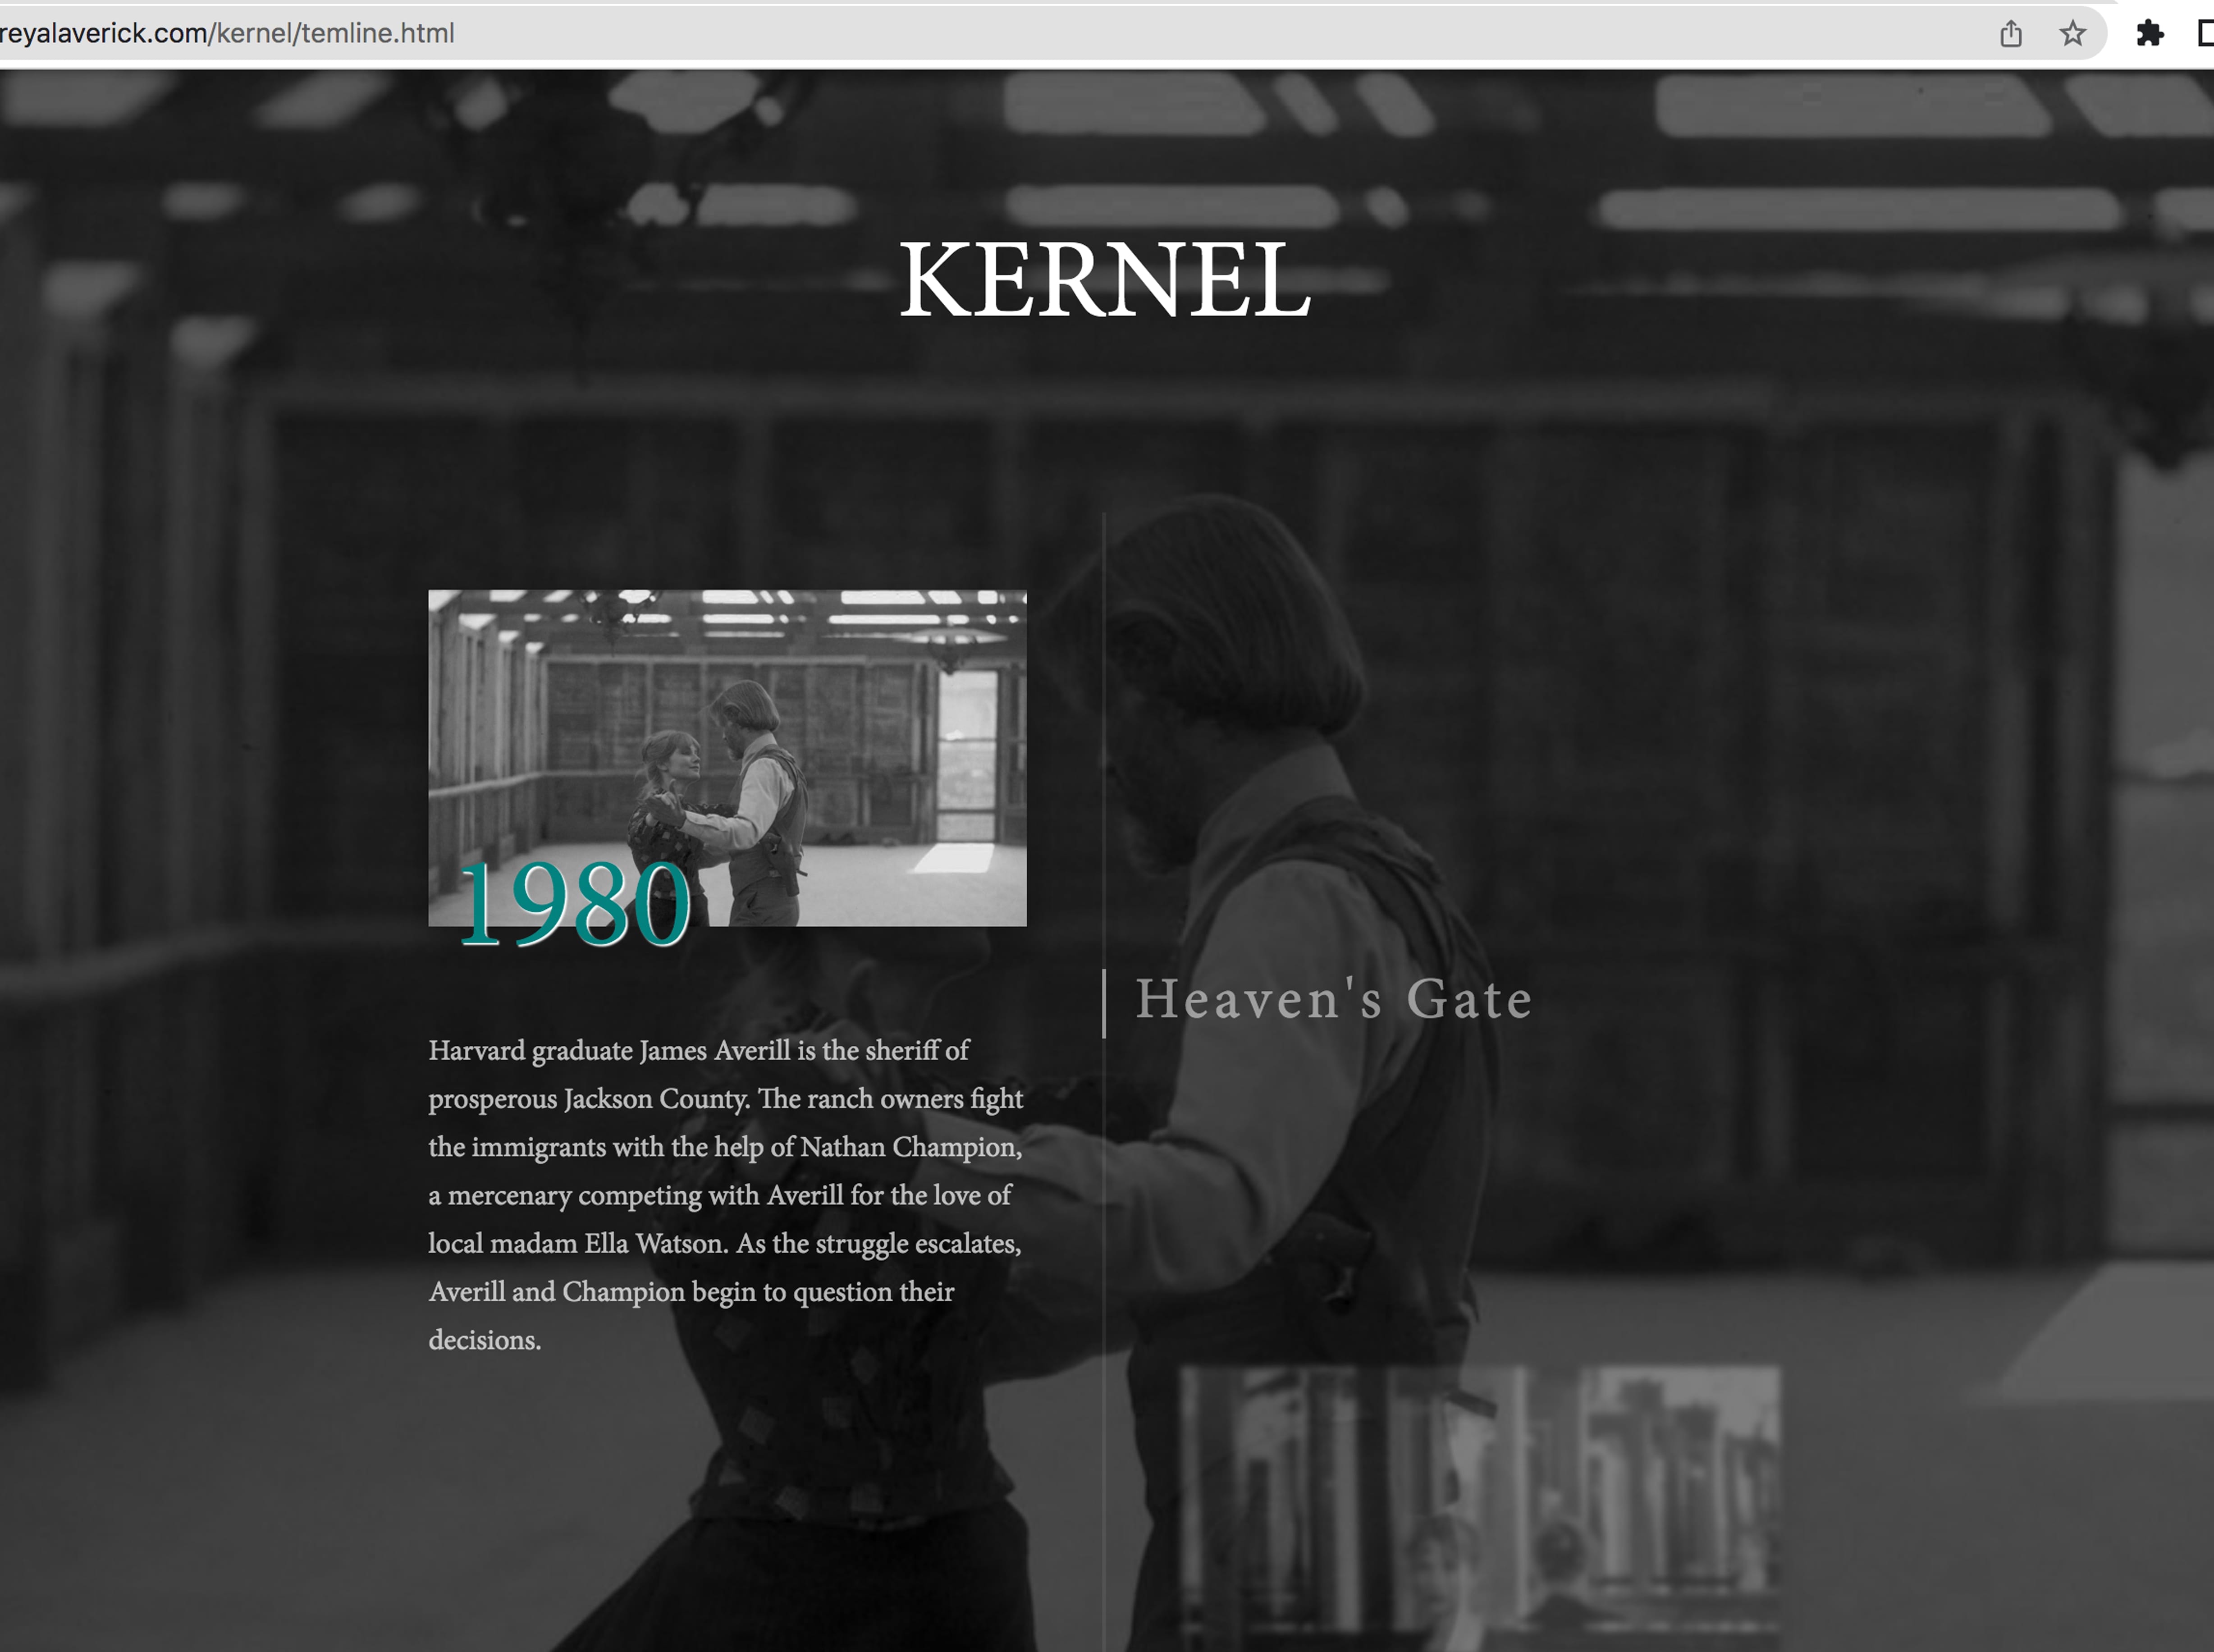 reyalaverick.com/kernel/temline.html
KERNEL
1980
Heaven's Gate
Harvard graduate James Averill is the sheriff of
prosperous Jackson County. The ranch owners fight
the immigrants with the help of Nathan Champion,
a mercenary competing with Averill for the love of
local madam Ella Watson. As the struggle escalates,
Averill and Champion begin to question their
decisions.